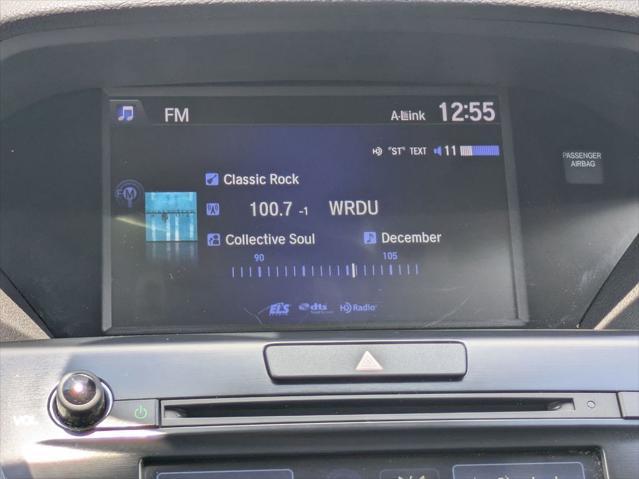 FM A-Link 12:55
"ST" TEXT 11
PASSENGER
AIRBAG
Classic Rock
FM
100.7 -1 WRDU
Collective Soul December
90 105
ELS dts HD Radio
VOL